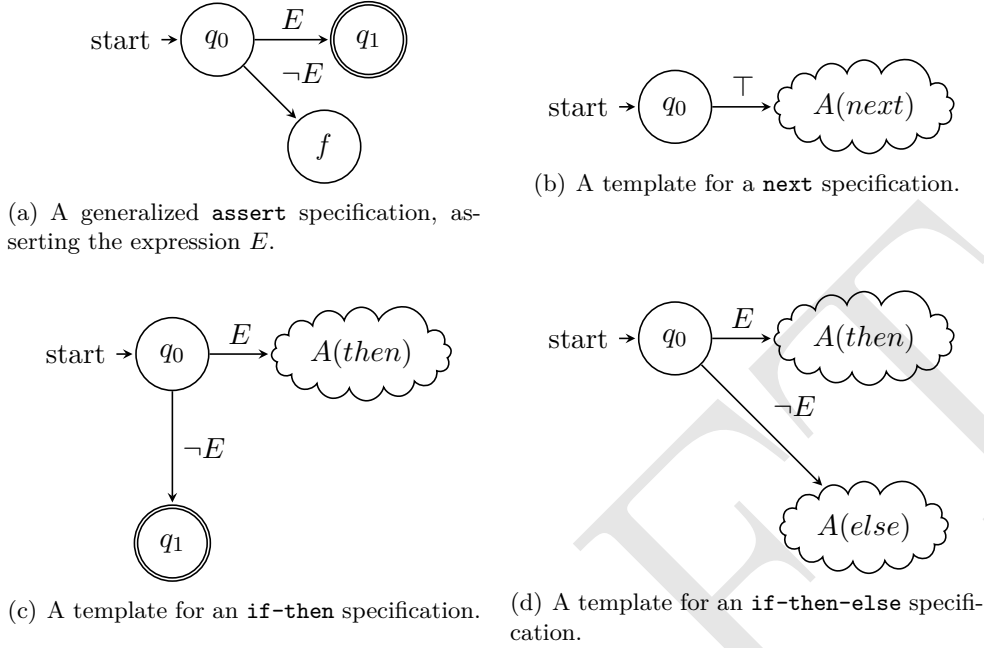 start q₀ E q₁
¬E
f
(a) A generalized assert specification, as-
serting the expression E.
start q₀ ⊤ A(next)
(b) A template for a next specification.
start q₀ E A(then)
¬E
q₁
(c) A template for an if-then specification.
start q₀ E A(then)
¬E
A(else)
(d) A template for an if-then-else specifi-
cation.